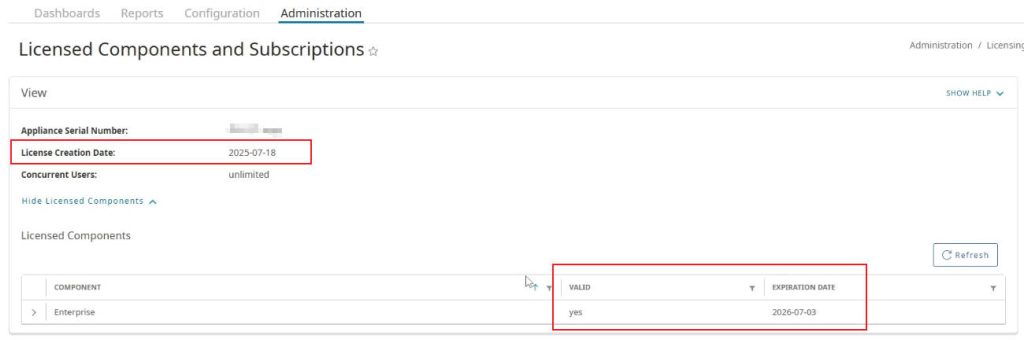 Dashboards Reports Configuration Administration
Licensed Components and Subscriptions
Administration / Licensing
View SHOW HELP
Appliance Serial Number:
License Creation Date: 2025-07-18
Concurrent Users: unlimited
Hide Licensed Components
Licensed Components
Refresh
COMPONENT VALID EXPIRATION DATE
Enterprise yes 2026-07-03